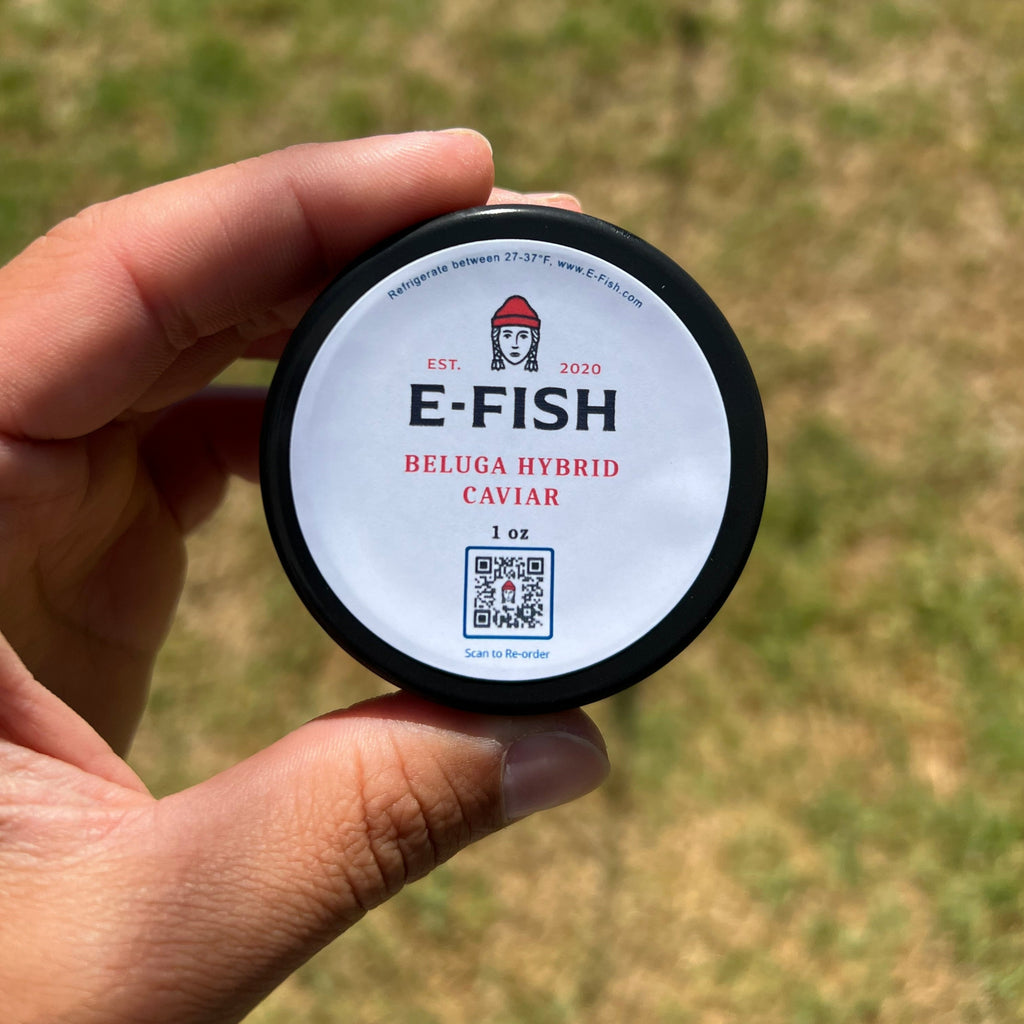 Refrigerate between 27-37°F, www.E-Fish.com
EST. 2020
E-FISH
BELUGA HYBRID
CAVIAR
1 oz
Scan to Re-order